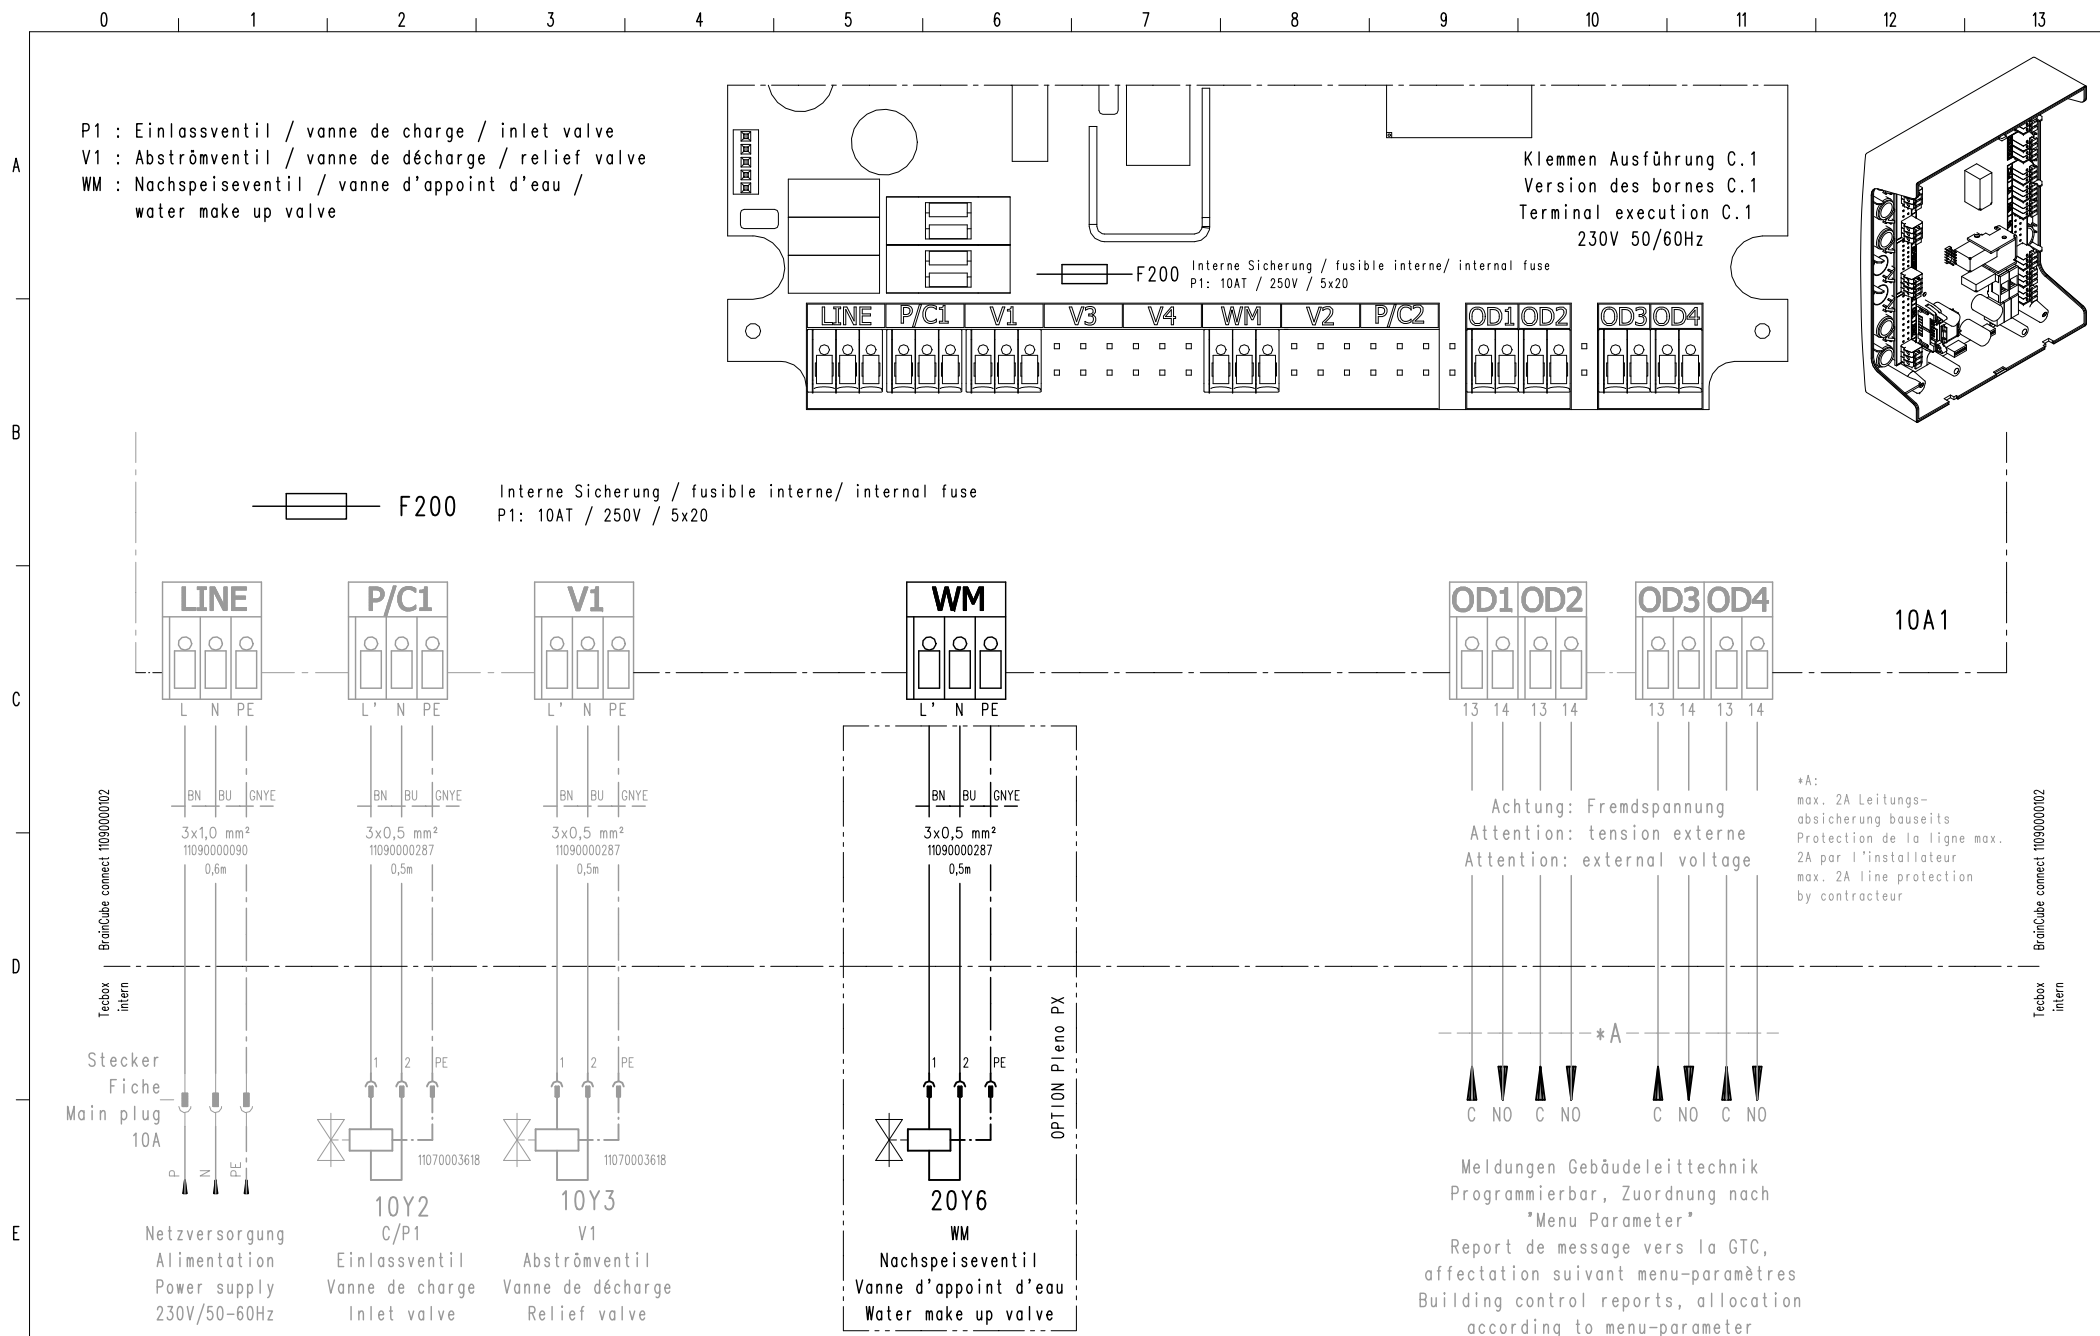 0 1 2 3 4 5 6 7 8 9 10 11 12 13
A
B
C
D
E
P1 : Einlassventil / vanne de charge / inlet valve
V1 : Abströmventil / vanne de décharge / relief valve
WM : Nachspeiseventil / vanne d'appoint d'eau /
water make up valve
Klemmen Ausführung C.1
Version des bornes C.1
Terminal execution C.1
230V 50/60Hz
F200 Interne Sicherung / fusible interne/ internal fuse
P1: 10AT / 250V / 5x20
LINE P/C1 V1 V3 V4 WM V2 P/C2 OD1 OD2 OD3 OD4
F200 Interne Sicherung / fusible interne/ internal fuse
P1: 10AT / 250V / 5x20
LINE P/C1 V1 WM OD1 OD2 OD3 OD4
10A1
L N PE L' N PE L' N PE L' N PE 13 14 13 14 13 14 13 14
BN BU GNYE BN BU GNYE BN BU GNYE BN BU GNYE
3x1,0 mm²
11090000090
0,6m
3x0,5 mm²
11090000287
0,5m
3x0,5 mm²
11090000287
0,5m
3x0,5 mm²
11090000287
0,5m
Achtung: Fremdspannung
Attention: tension externe
Attention: external voltage
*A:
max. 2A Leitungs-
absicherung bauseits
Protection de la ligne max.
2A par l'installateur
max. 2A line protection
by contracteur
BrainCube connect 11090000102
BrainCube connect 11090000102
Tecbox
intern
Tecbox
intern
Stecker
Fiche
Main plug
10A
P N PE
1 2 PE
1 2 PE
1 2 PE
OPTION Pleno PX
*A
C NO C NO C NO C NO
11070003618
11070003618
10Y2
10Y3
20Y6
Netzversorgung
Alimentation
Power supply
230V/50-60Hz
C/P1
Einlassventil
Vanne de charge
Inlet valve
V1
Abströmventil
Vanne de décharge
Relief valve
WM
Nachspeiseventil
Vanne d'appoint d'eau
Water make up valve
Meldungen Gebäudeleittechnik
Programmierbar, Zuordnung nach
"Menu Parameter"
Report de message vers la GTC,
affectation suivant menu-paramètres
Building control reports, allocation
according to menu-parameter